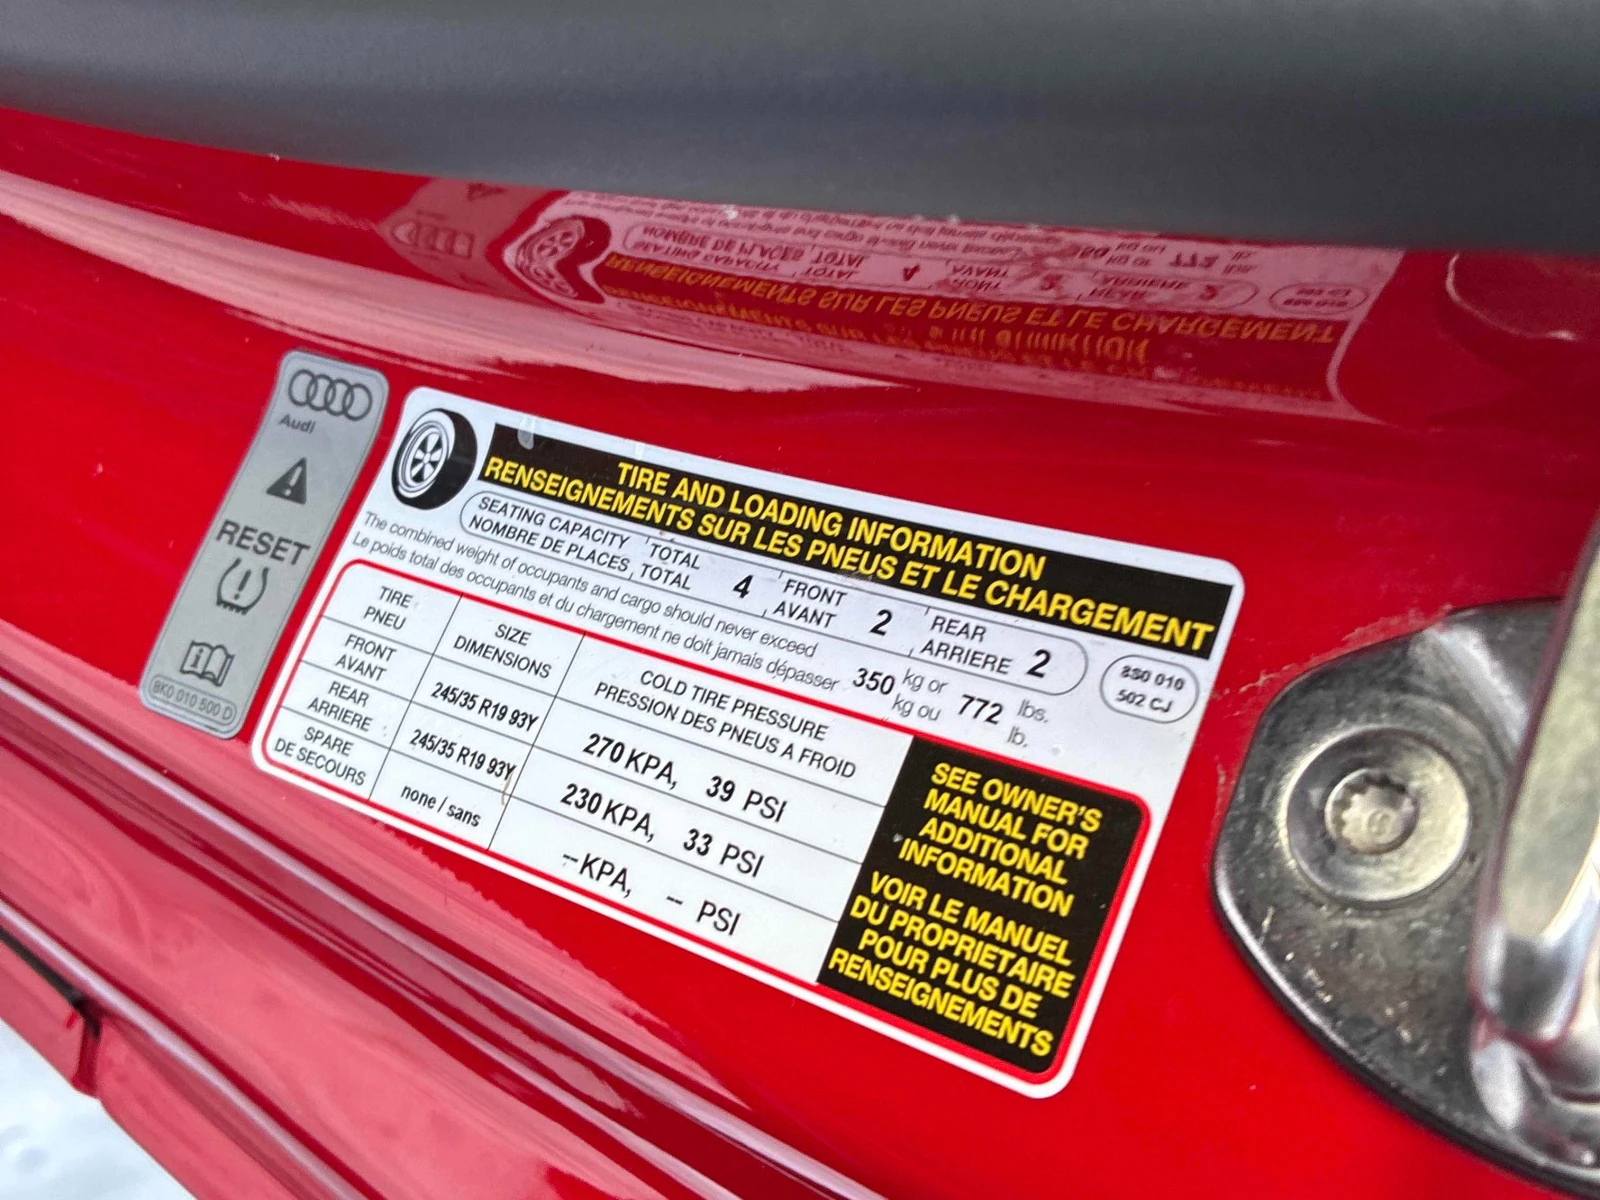 Audi
RESET
8K0 010 500 D
TIRE AND LOADING INFORMATION
RENSEIGNEMENTS SUR LES PNEUS ET LE CHARGEMENT
SEATING CAPACITY TOTAL 4 FRONT 2 REAR 2
NOMBRE DE PLACES TOTAL AVANT ARRIERE
8S0 010
502 CJ
The combined weight of occupants and cargo should never exceed 350 kg or 772 lbs.
Le poids total des occupants et du chargement ne doit jamais dépasser kg ou lb.
TIRE SIZE COLD TIRE PRESSURE
PNEU DIMENSIONS PRESSION DES PNEUS A FROID
FRONT 245/35 R19 93Y 270 KPA, 39 PSI
AVANT
REAR 245/35 R19 93Y 230 KPA, 33 PSI
ARRIERE
SPARE none / sans -- KPA, -- PSI
DE SECOURS
SEE OWNER'S
MANUAL FOR
ADDITIONAL
INFORMATION
VOIR LE MANUEL
DU PROPRIETAIRE
POUR PLUS DE
RENSEIGNEMENTS